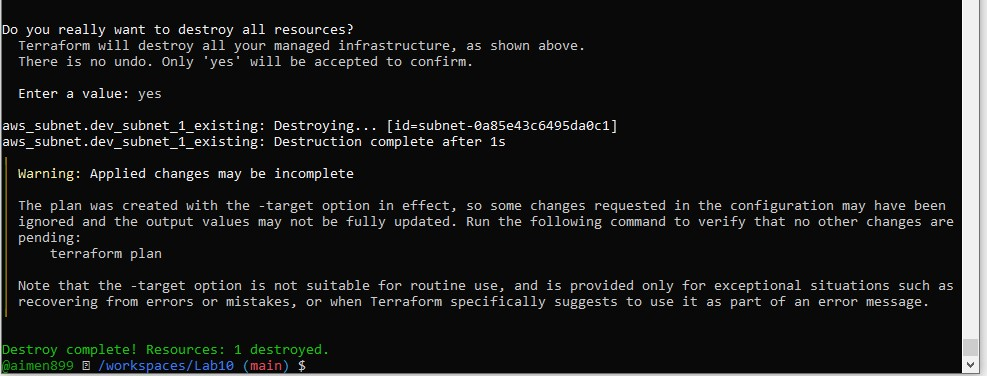 Do you really want to destroy all resources?
Terraform will destroy all your managed infrastructure, as shown above.
There is no undo. Only 'yes' will be accepted to confirm.
Enter a value: yes
aws_subnet.dev_subnet_1_existing: Destroying... [id=subnet-0a85e43c6495da0c1]
aws_subnet.dev_subnet_1_existing: Destruction complete after 1s
Warning: Applied changes may be incomplete
The plan was created with the -target option in effect, so some changes requested in the configuration may have been
ignored and the output values may not be fully updated. Run the following command to verify that no other changes are
pending:
terraform plan
Note that the -target option is not suitable for routine use, and is provided only for exceptional situations such as
recovering from errors or mistakes, or when Terraform specifically suggests to use it as part of an error message.
Destroy complete! Resources: 1 destroyed.
@aimen899 /workspaces/Lab10 (main) $